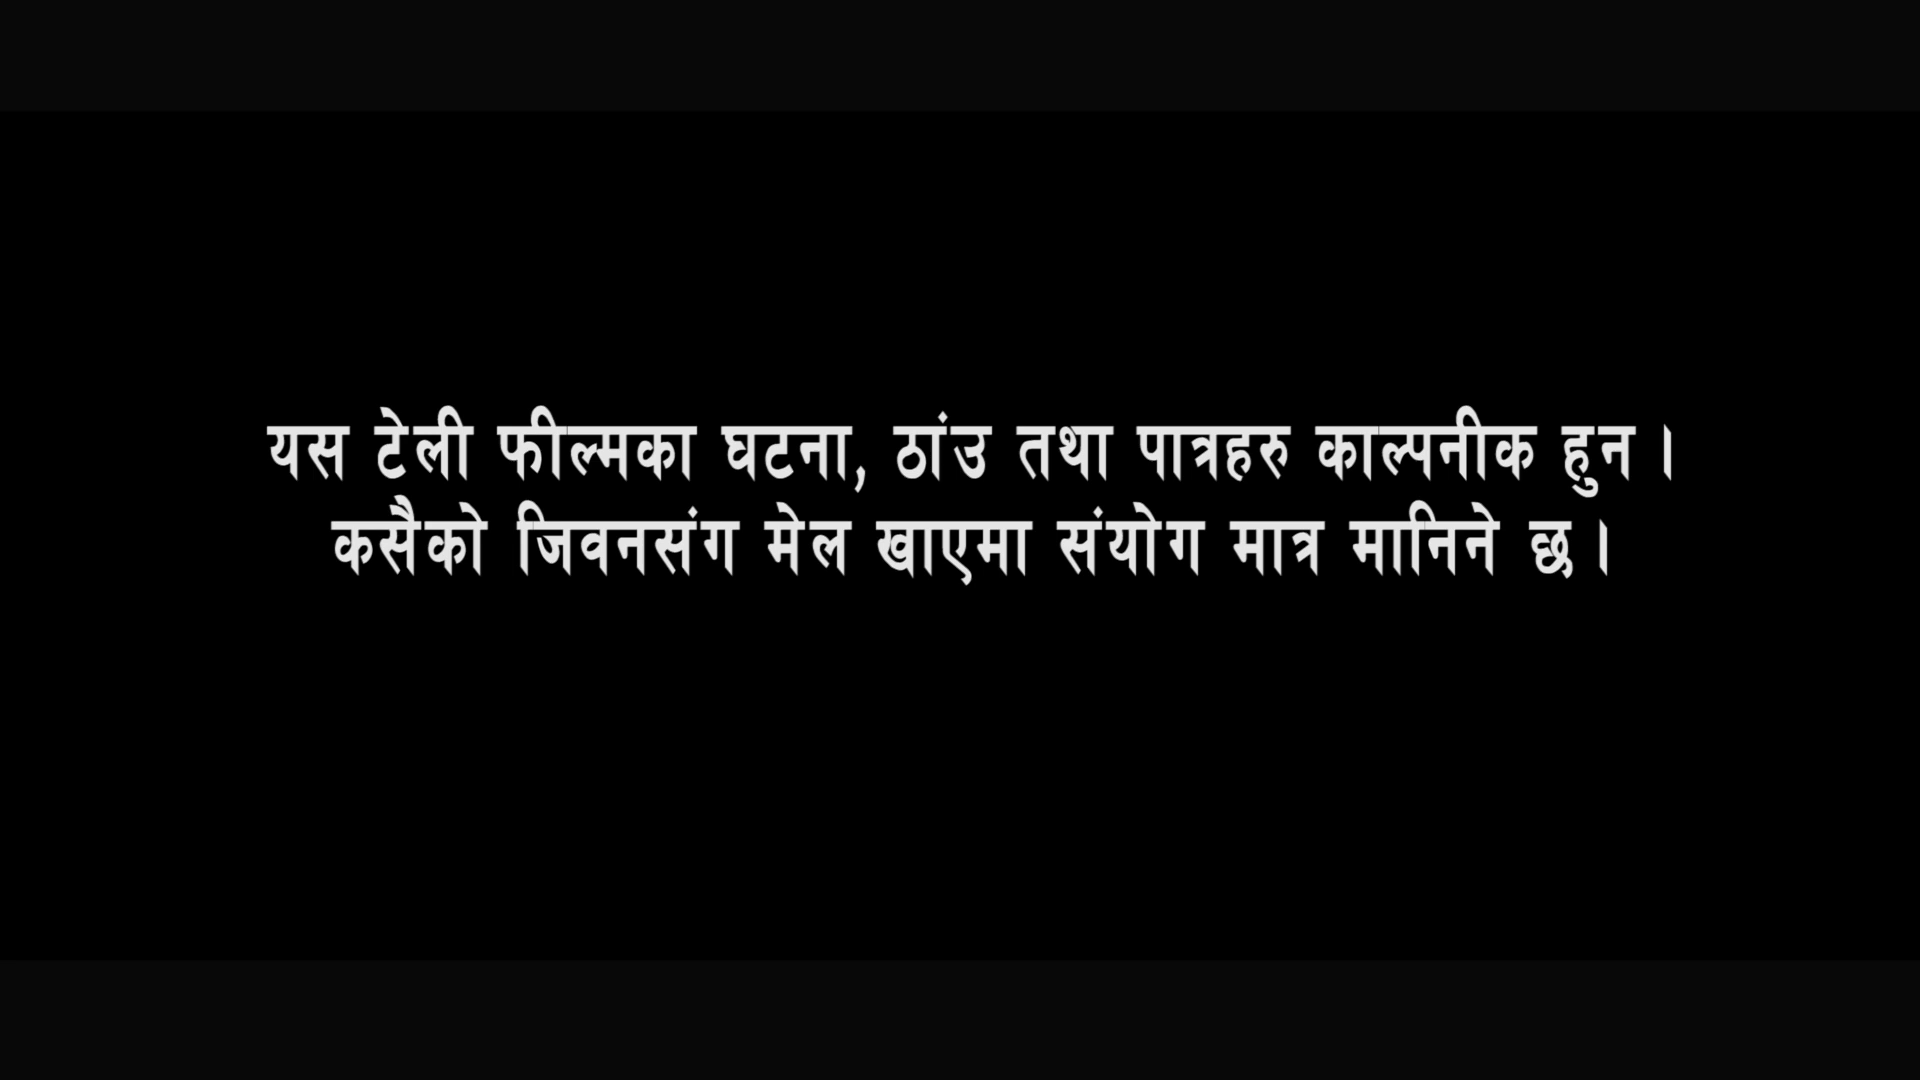 यस टेली फील्मका घटना, ठांउ तथा पात्रहरु काल्पनीक हुन ।
कसैको जिवनसंग मेल खाएमा संयोग मात्र मानिने छ ।